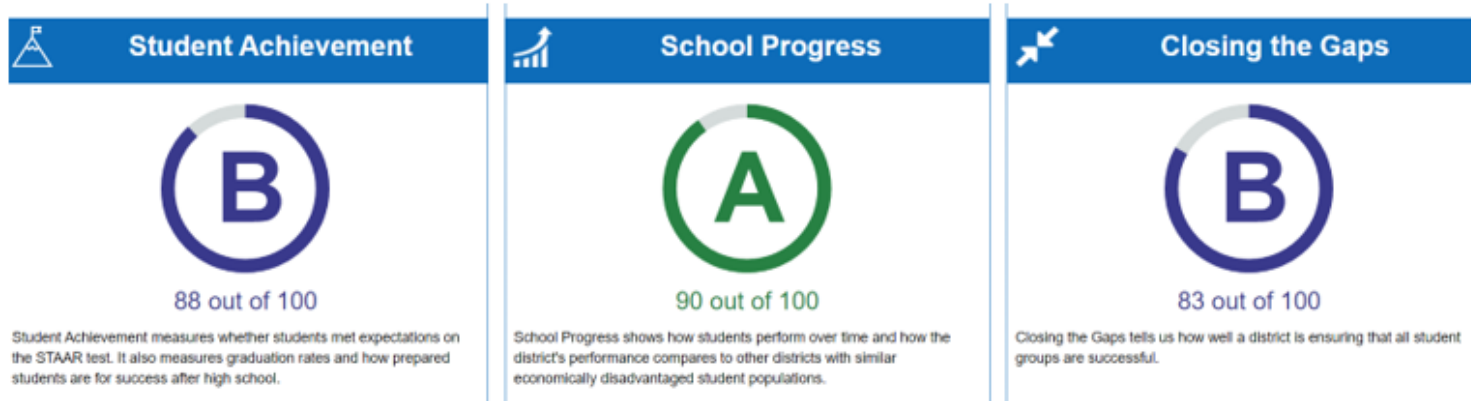 Student Achievement
B
88 out of 100
Student Achievement measures whether students met expectations on
the STAAR test. It also measures graduation rates and how prepared
students are for success after high school.
School Progress
A
90 out of 100
School Progress shows how students perform over time and how the
district's performance compares to other districts with similar
economically disadvantaged student populations.
Closing the Gaps
B
83 out of 100
Closing the Gaps tells us how well a district is ensuring that all student
groups are successful.